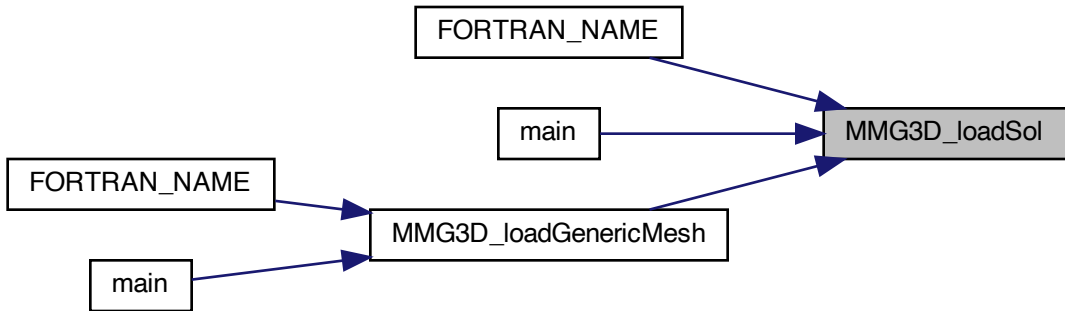 FORTRAN_NAME
main
MMG3D_loadSol
FORTRAN_NAME
MMG3D_loadGenericMesh
main